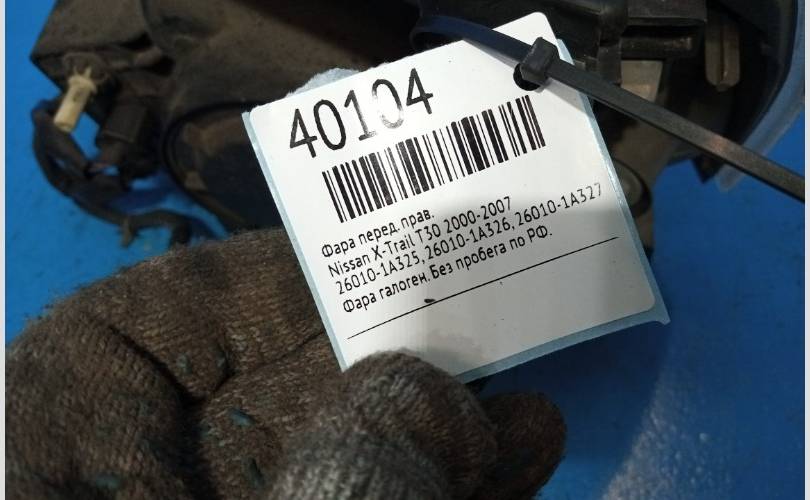 40104
Фара перед. прав.
Nissan X-Trail T30 2000-2007
26010-1A325, 26010-1A326, 26010-1A327
Фара галоген. Без пробега по РФ.